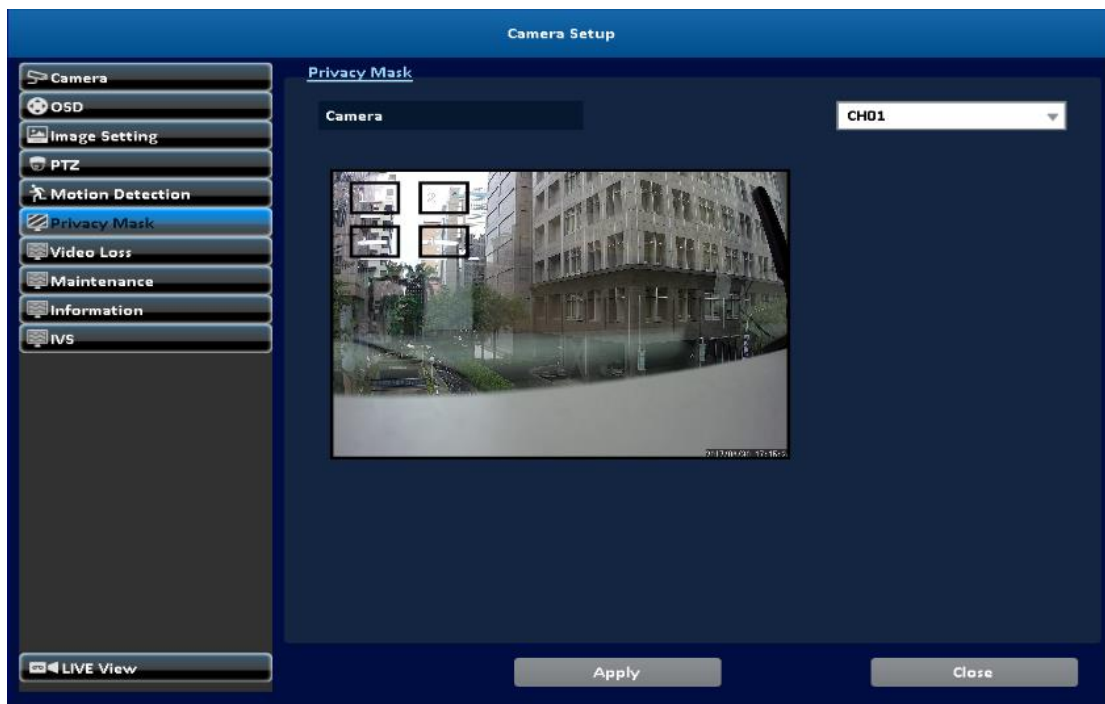 Camera Setup
Camera
OSD
Image Setting
PTZ
Motion Detection
Privacy Mask
Video Loss
Maintenance
Information
IVS
LIVE View
Privacy Mask
Camera
CH01
2
Apply
Close